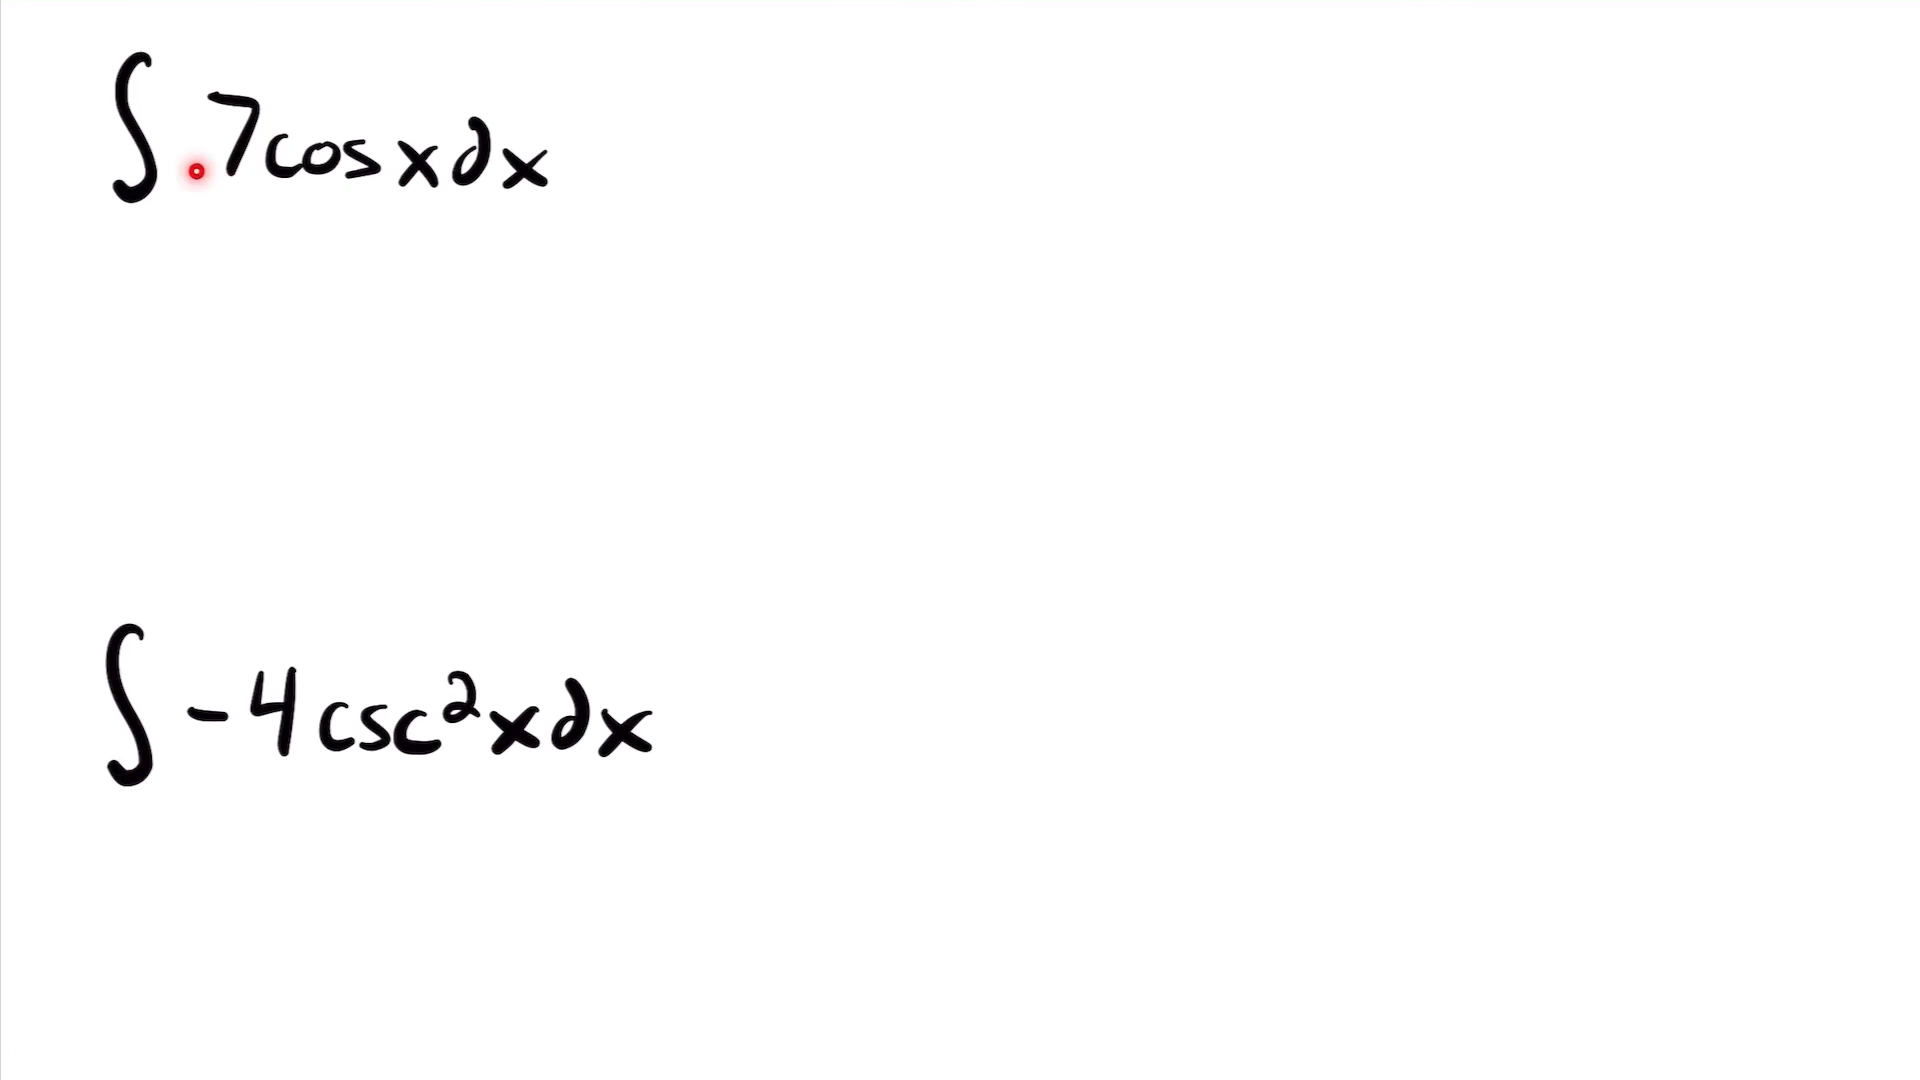 ∫ 7cos x dx
∫ -4csc²x dx